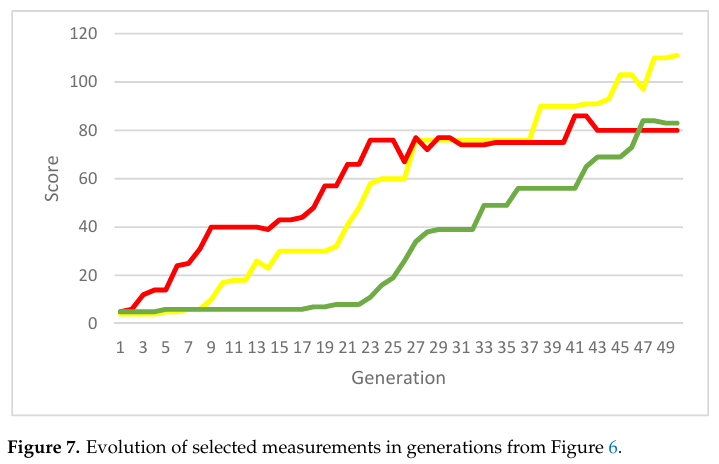 120
100
80
60
40
20
0
Score
1 3 5 7 9 11 13 15 17 19 21 23 25 27 29 31 33 35 37 39 41 43 45 47 49
Generation
Figure 7. Evolution of selected measurements in generations from Figure 6.